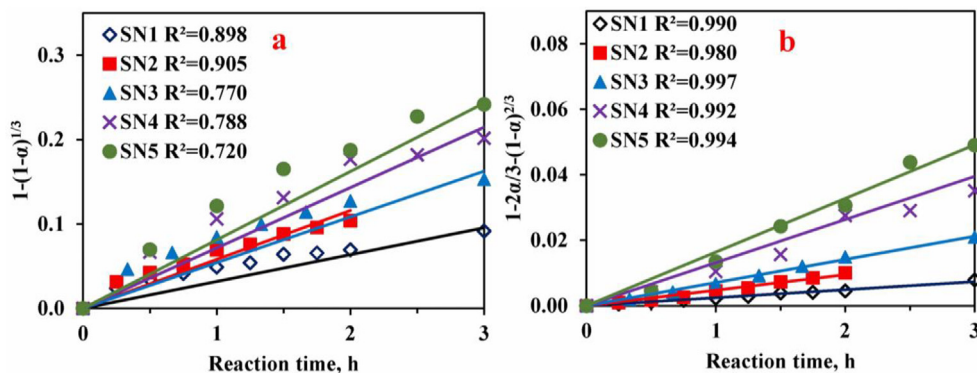 a
SN1 R²=0.898
SN2 R²=0.905
SN3 R²=0.770
SN4 R²=0.788
SN5 R²=0.720
1-(1-α)^1/3
0.3
0.2
0.1
0.0
0 1 2 3
Reaction time, h
b
SN1 R²=0.990
SN2 R²=0.980
SN3 R²=0.997
SN4 R²=0.992
SN5 R²=0.994
1-2α/3-(1-α)^2/3
0.08
0.06
0.04
0.02
0.00
0 1 2 3
Reaction time, h